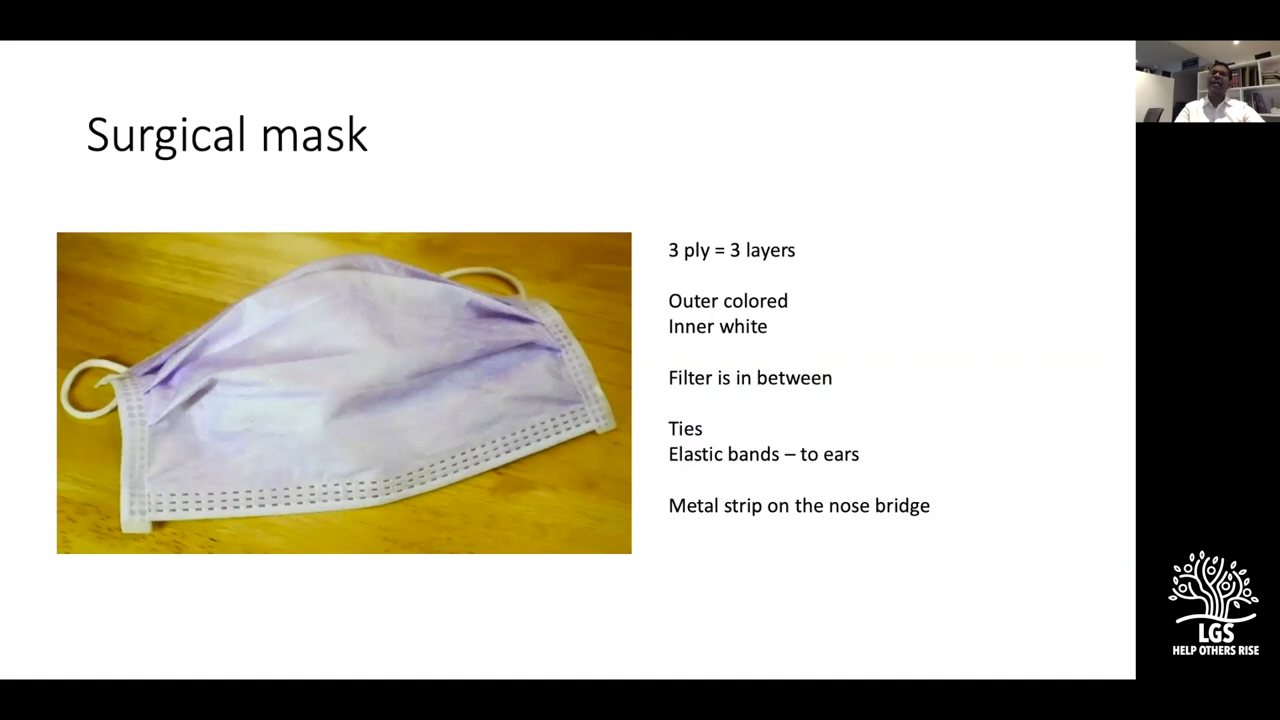 Surgical mask
3 ply = 3 layers
Outer colored
Inner white
Filter is in between
Ties
Elastic bands – to ears
Metal strip on the nose bridge
LGS
HELP OTHERS RISE